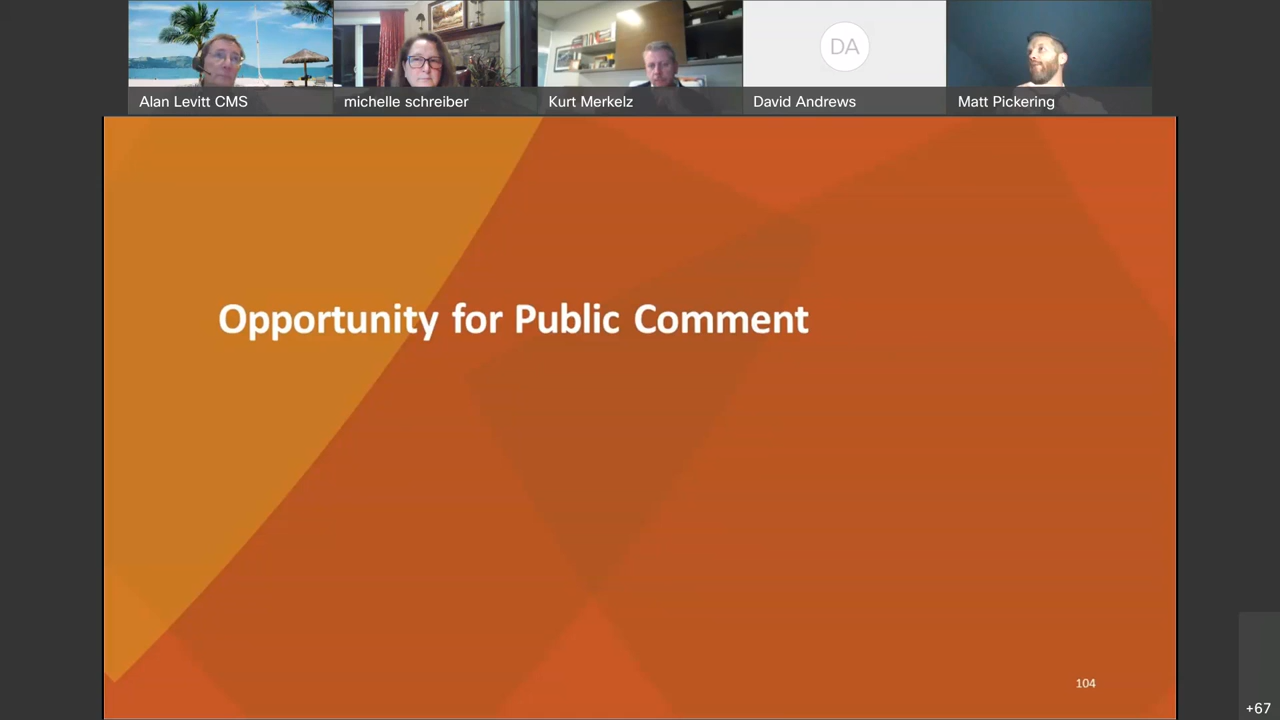 Alan Levitt CMS
michelle schreiber
Kurt Merkelz
DA
David Andrews
Matt Pickering
Opportunity for Public Comment
104
+67